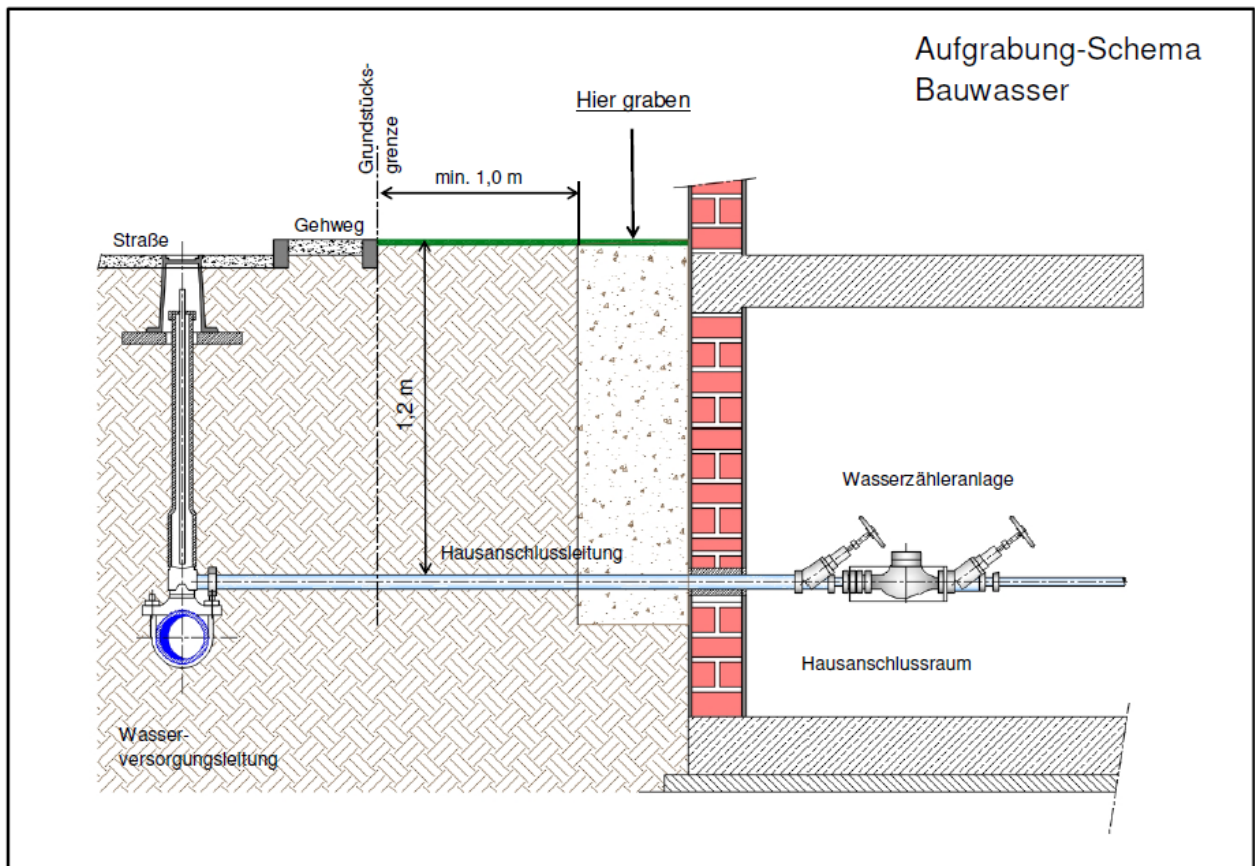 Aufgrabung-Schema
Bauwasser
Grundstücks-
grenze
Hier graben
min. 1,0 m
Gehweg
Straße
1,2 m
Wasserzähleranlage
Hausanschlussleitung
Hausanschlussraum
Wasser-
versorgungsleitung